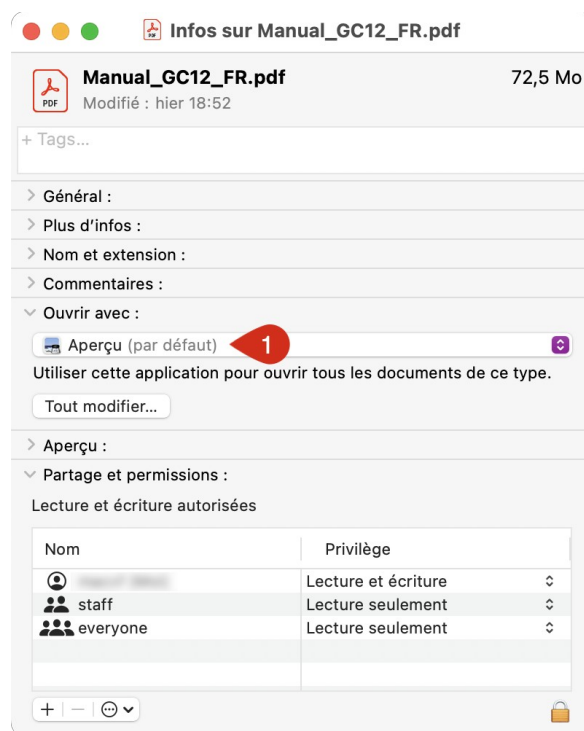 Infos sur Manual_GC12_FR.pdf
PDF
Manual_GC12_FR.pdf
72,5 Mo
Modifié : hier 18:52
+ Tags...
Général :
Plus d’infos :
Nom et extension :
Commentaires :
Ouvrir avec :
Aperçu (par défaut)
1
Utiliser cette application pour ouvrir tous les documents de ce type.
Tout modifier...
Aperçu :
Partage et permissions :
Lecture et écriture autorisées
Nom Privilège
Lecture et écriture
staff Lecture seulement
everyone Lecture seulement